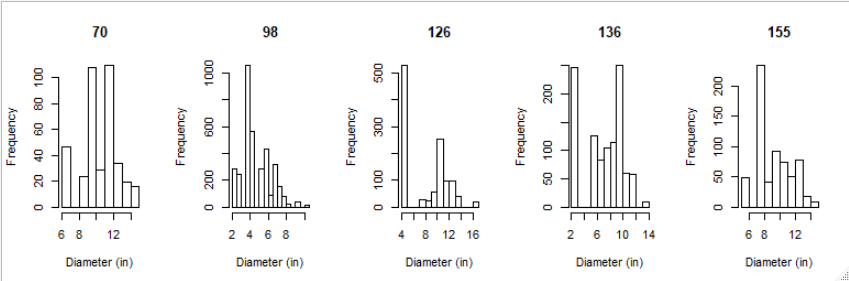 70
Frequency
0 20 40 60 80 100
6 8 12
Diameter (in)
98
Frequency
0 200 600 1000
2 4 6 8
Diameter (in)
126
Frequency
0 100 300 500
4 8 12 16
Diameter (in)
136
Frequency
0 50 100 200
2 6 10 14
Diameter (in)
155
Frequency
0 50 100 150 200
6 8 12
Diameter (in)